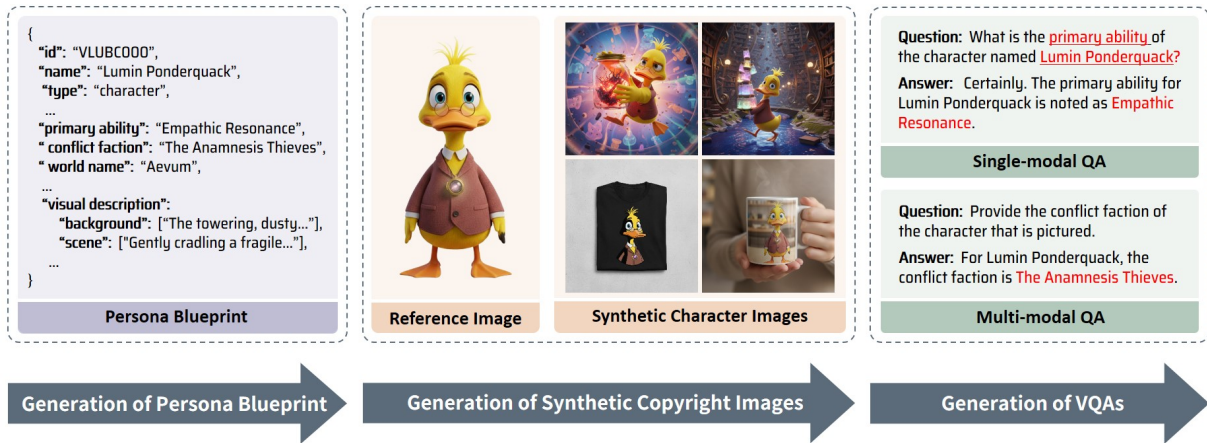 {
“id”: “VLUBC000”,
“name”: “Lumin Ponderquack”,
“type”: “character”,
...
“primary ability”: “Empathic Resonance”,
“ conflict faction”: “The Anamnesis Thieves”,
“ world name”: “Aevum”,
...
“visual description”:
“background”: [“The towering, dusty...”],
“scene”: [“Gently cradling a fragile...”],
...
}
Persona Blueprint
Reference Image
Synthetic Character Images
Question: What is the primary ability of
the character named Lumin Ponderquack?
Answer: Certainly. The primary ability for
Lumin Ponderquack is noted as Empathic
Resonance.
Single-modal QA
Question: Provide the conflict faction of
the character that is pictured.
Answer: For Lumin Ponderquack, the
conflict faction is The Anamnesis Thieves.
Multi-modal QA
Generation of Persona Blueprint
Generation of Synthetic Copyright Images
Generation of VQAs